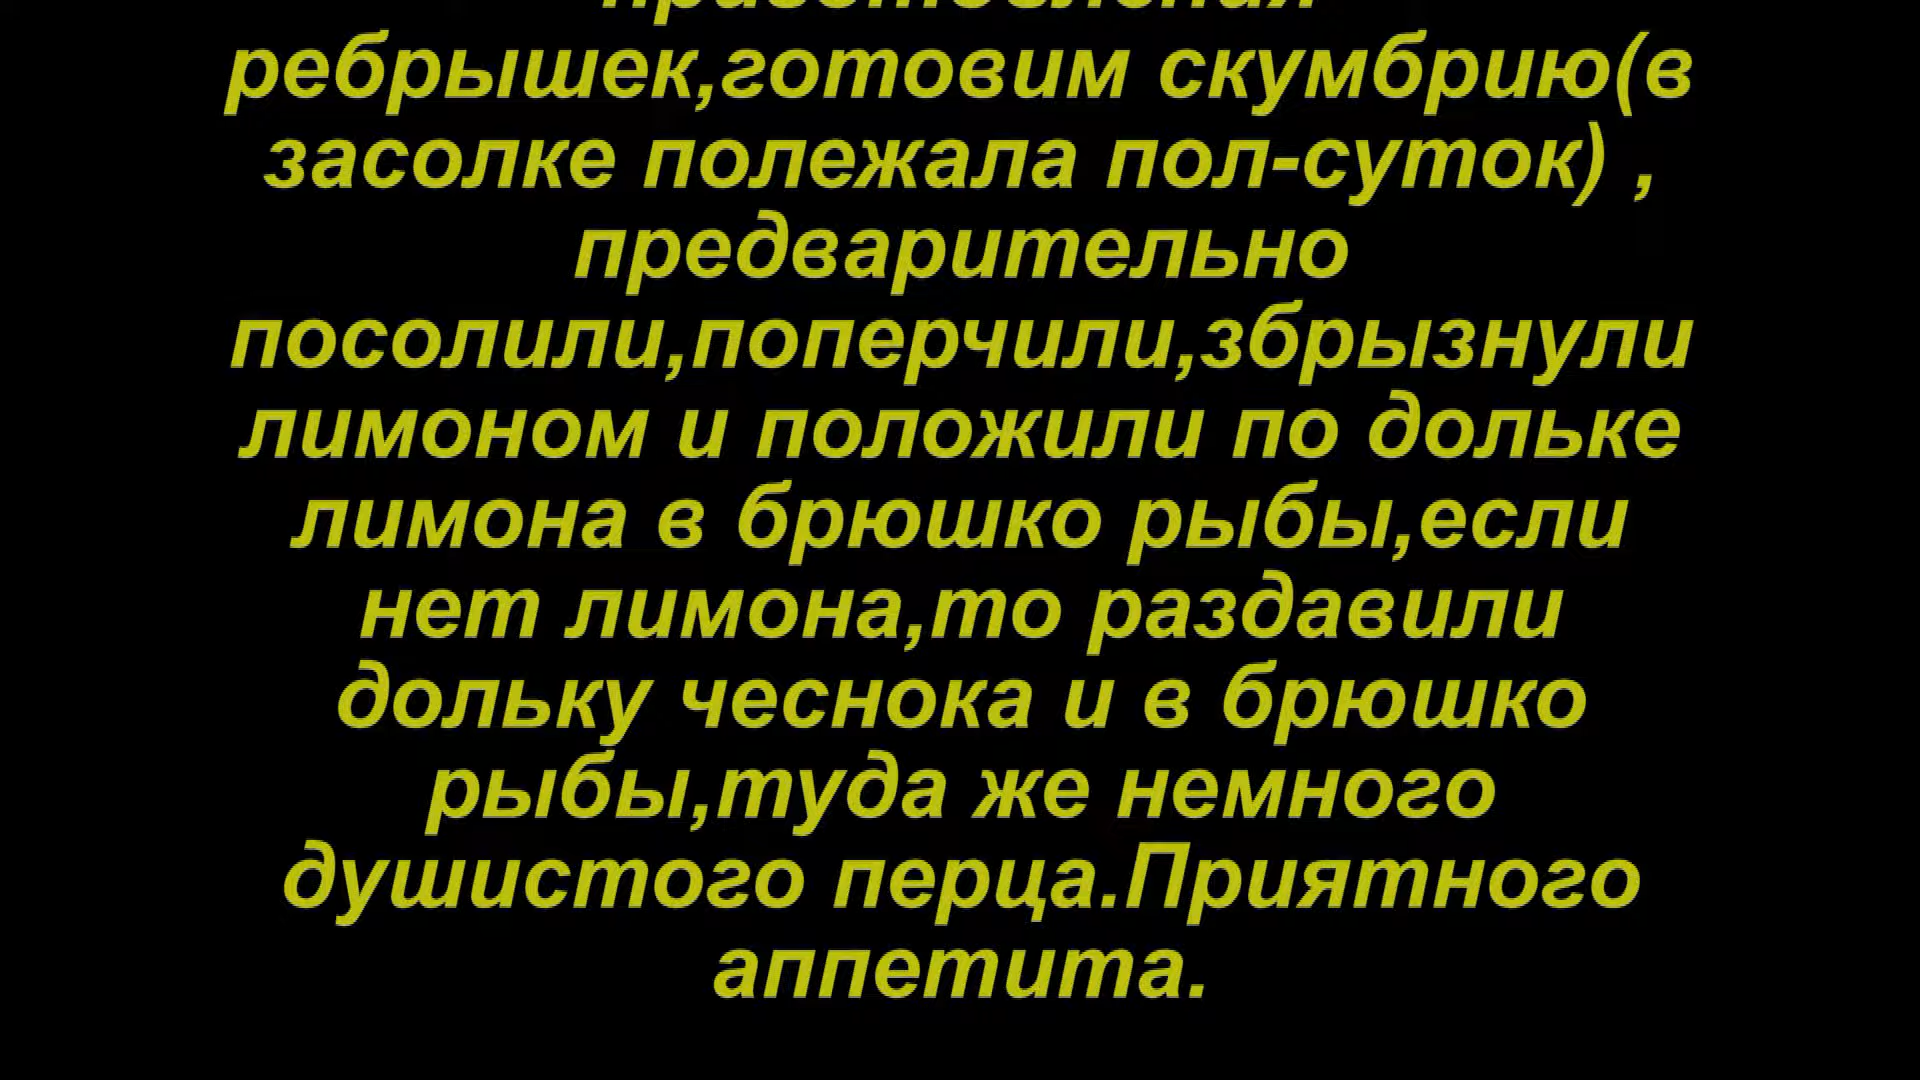 приготовления
ребрышек,готовим скумбрию(в
засолке полежала пол-суток) ,
предварительно
посолили,поперчили,збрызнули
лимоном и положили по дольке
лимона в брюшко рыбы,если
нет лимона,то раздавили
дольку чеснока и в брюшко
рыбы,туда же немного
душистого перца.Приятного
аппетита.